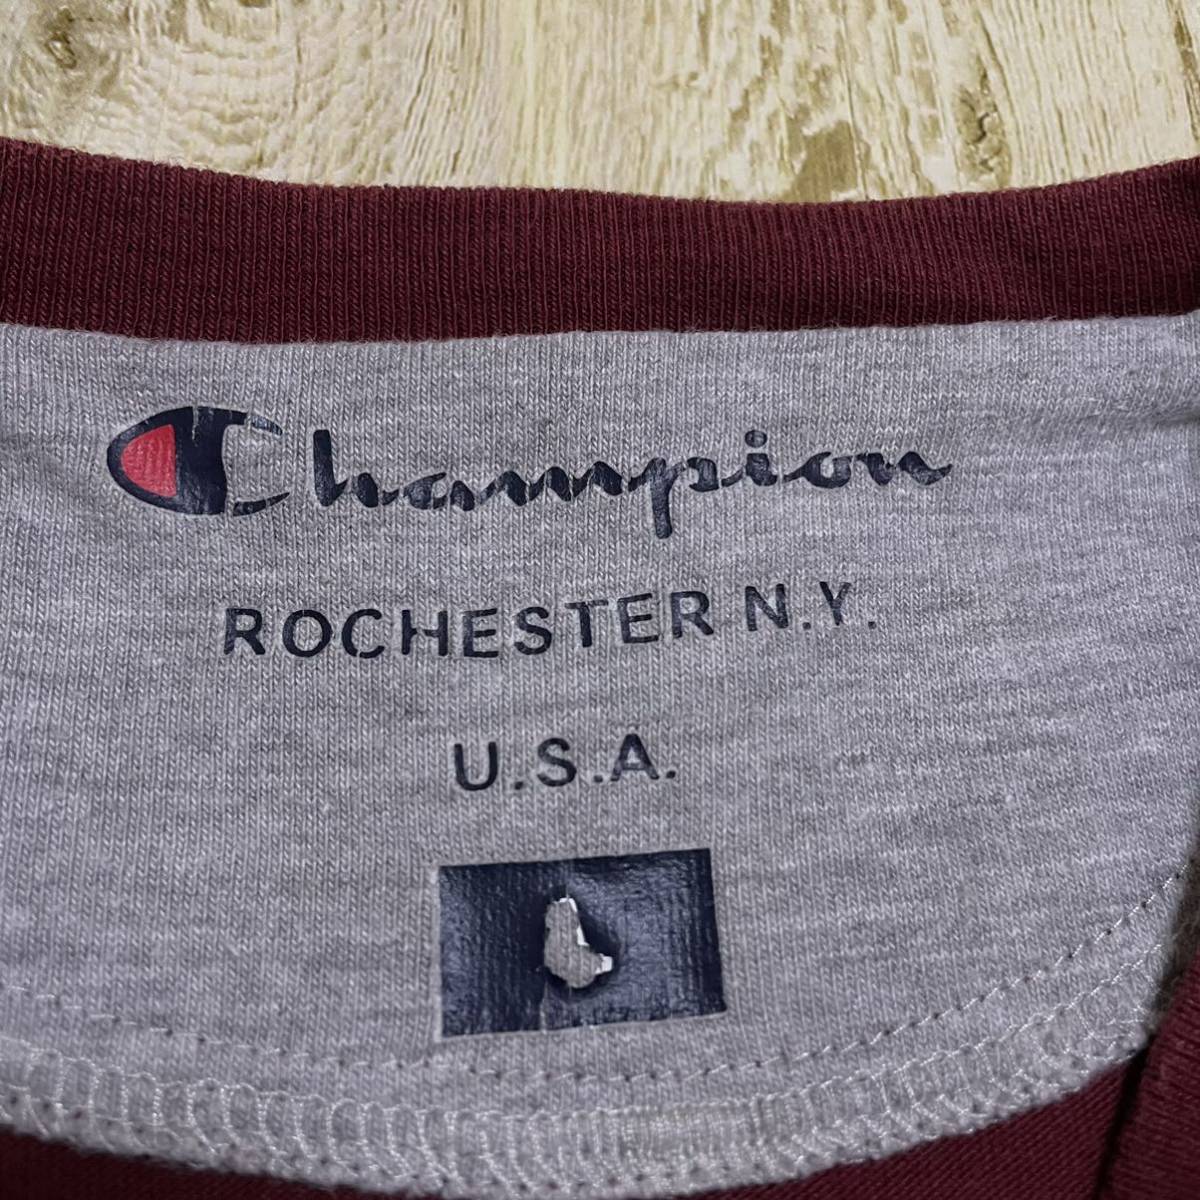 Champion
ROCHESTER N.Y.
U.S.A.
L